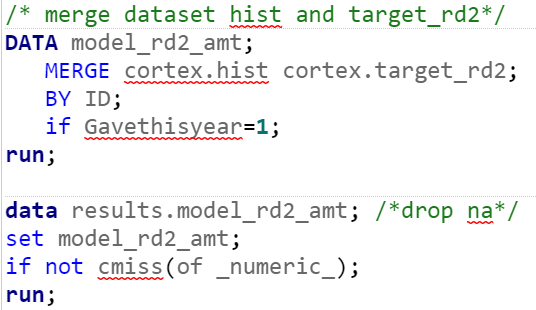 /* merge dataset hist and target_rd2*/
DATA model_rd2_amt;
MERGE cortex.hist cortex.target_rd2;
BY ID;
if Gavethisyear=1;
run;
data results.model_rd2_amt; /*drop na*/
set model_rd2_amt;
if not cmiss(of _numeric_);
run;